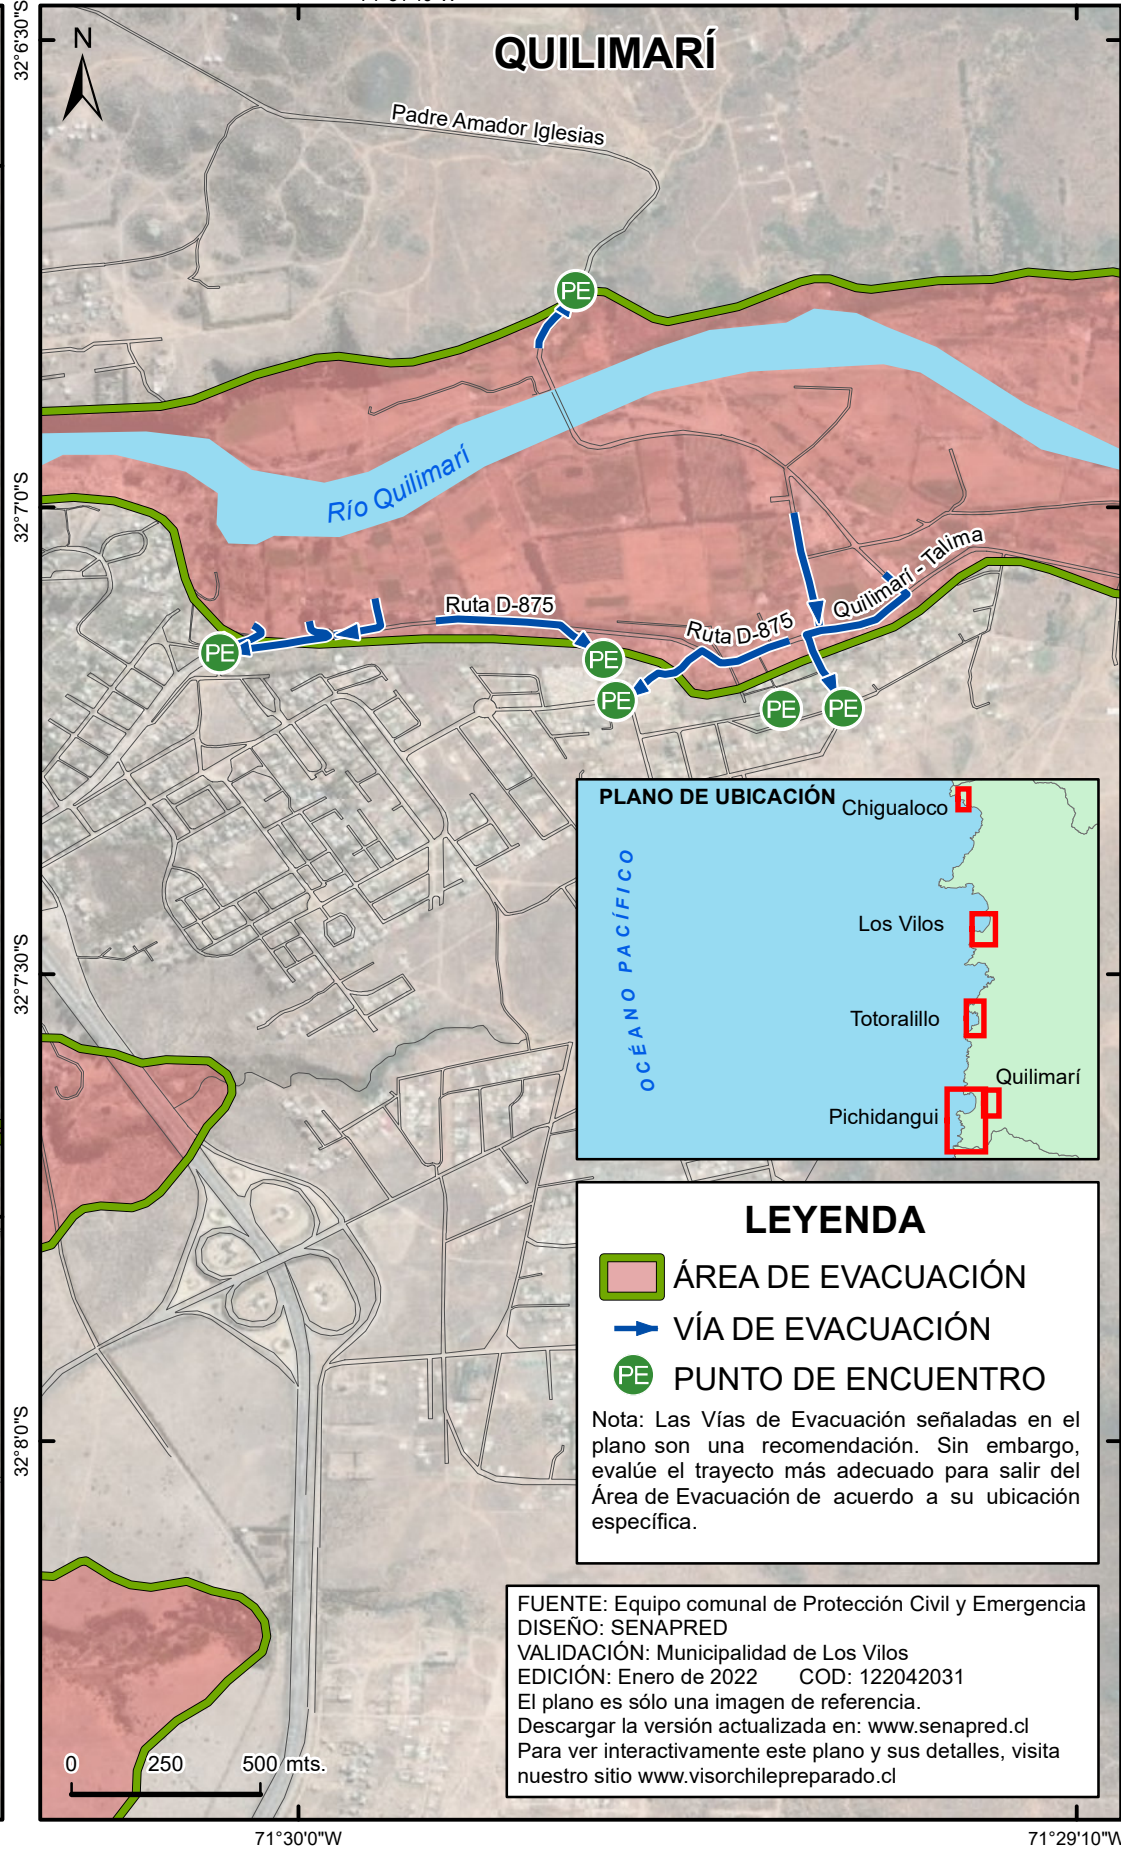 QUILIMARÍ
N
32°6'30"S
Padre Amador Iglesias
PE
32°7'0"S
Río Quilimarí
Quilimarí - Talima
Ruta D-875
Ruta D-875
PE
PE
PE
PE
PE
PLANO DE UBICACIÓN
Chigualoco
OCÉANO PACÍFICO
Los Vilos
32°7'30"S
Totoralillo
Quilimarí
Pichidangui
LEYENDA
ÁREA DE EVACUACIÓN
VÍA DE EVACUACIÓN
PE PUNTO DE ENCUENTRO
Nota: Las Vías de Evacuación señaladas en el
plano son una recomendación. Sin embargo,
evalúe el trayecto más adecuado para salir del
Área de Evacuación de acuerdo a su ubicación
específica.
32°8'0"S
FUENTE: Equipo comunal de Protección Civil y Emergencia
DISEÑO: SENAPRED
VALIDACIÓN: Municipalidad de Los Vilos
EDICIÓN: Enero de 2022 COD: 122042031
El plano es sólo una imagen de referencia.
Descargar la versión actualizada en: www.senapred.cl
Para ver interactivamente este plano y sus detalles, visita
nuestro sitio www.visorchilepreparado.cl
0 250 500 mts.
71°30'0"W
71°29'10"W